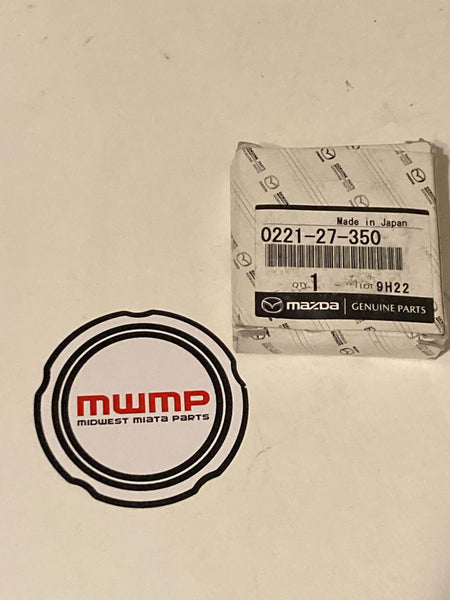 Made in Japan
0221-27-350
QTY. 1 LOT 9H22
mazda GENUINE PARTS
MWMP
MIDWEST MIATA PARTS